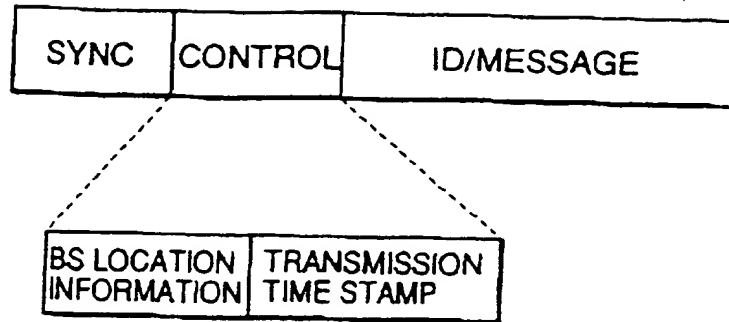 SYNC CONTROL ID/MESSAGE
BS LOCATION TRANSMISSION
INFORMATION TIME STAMP